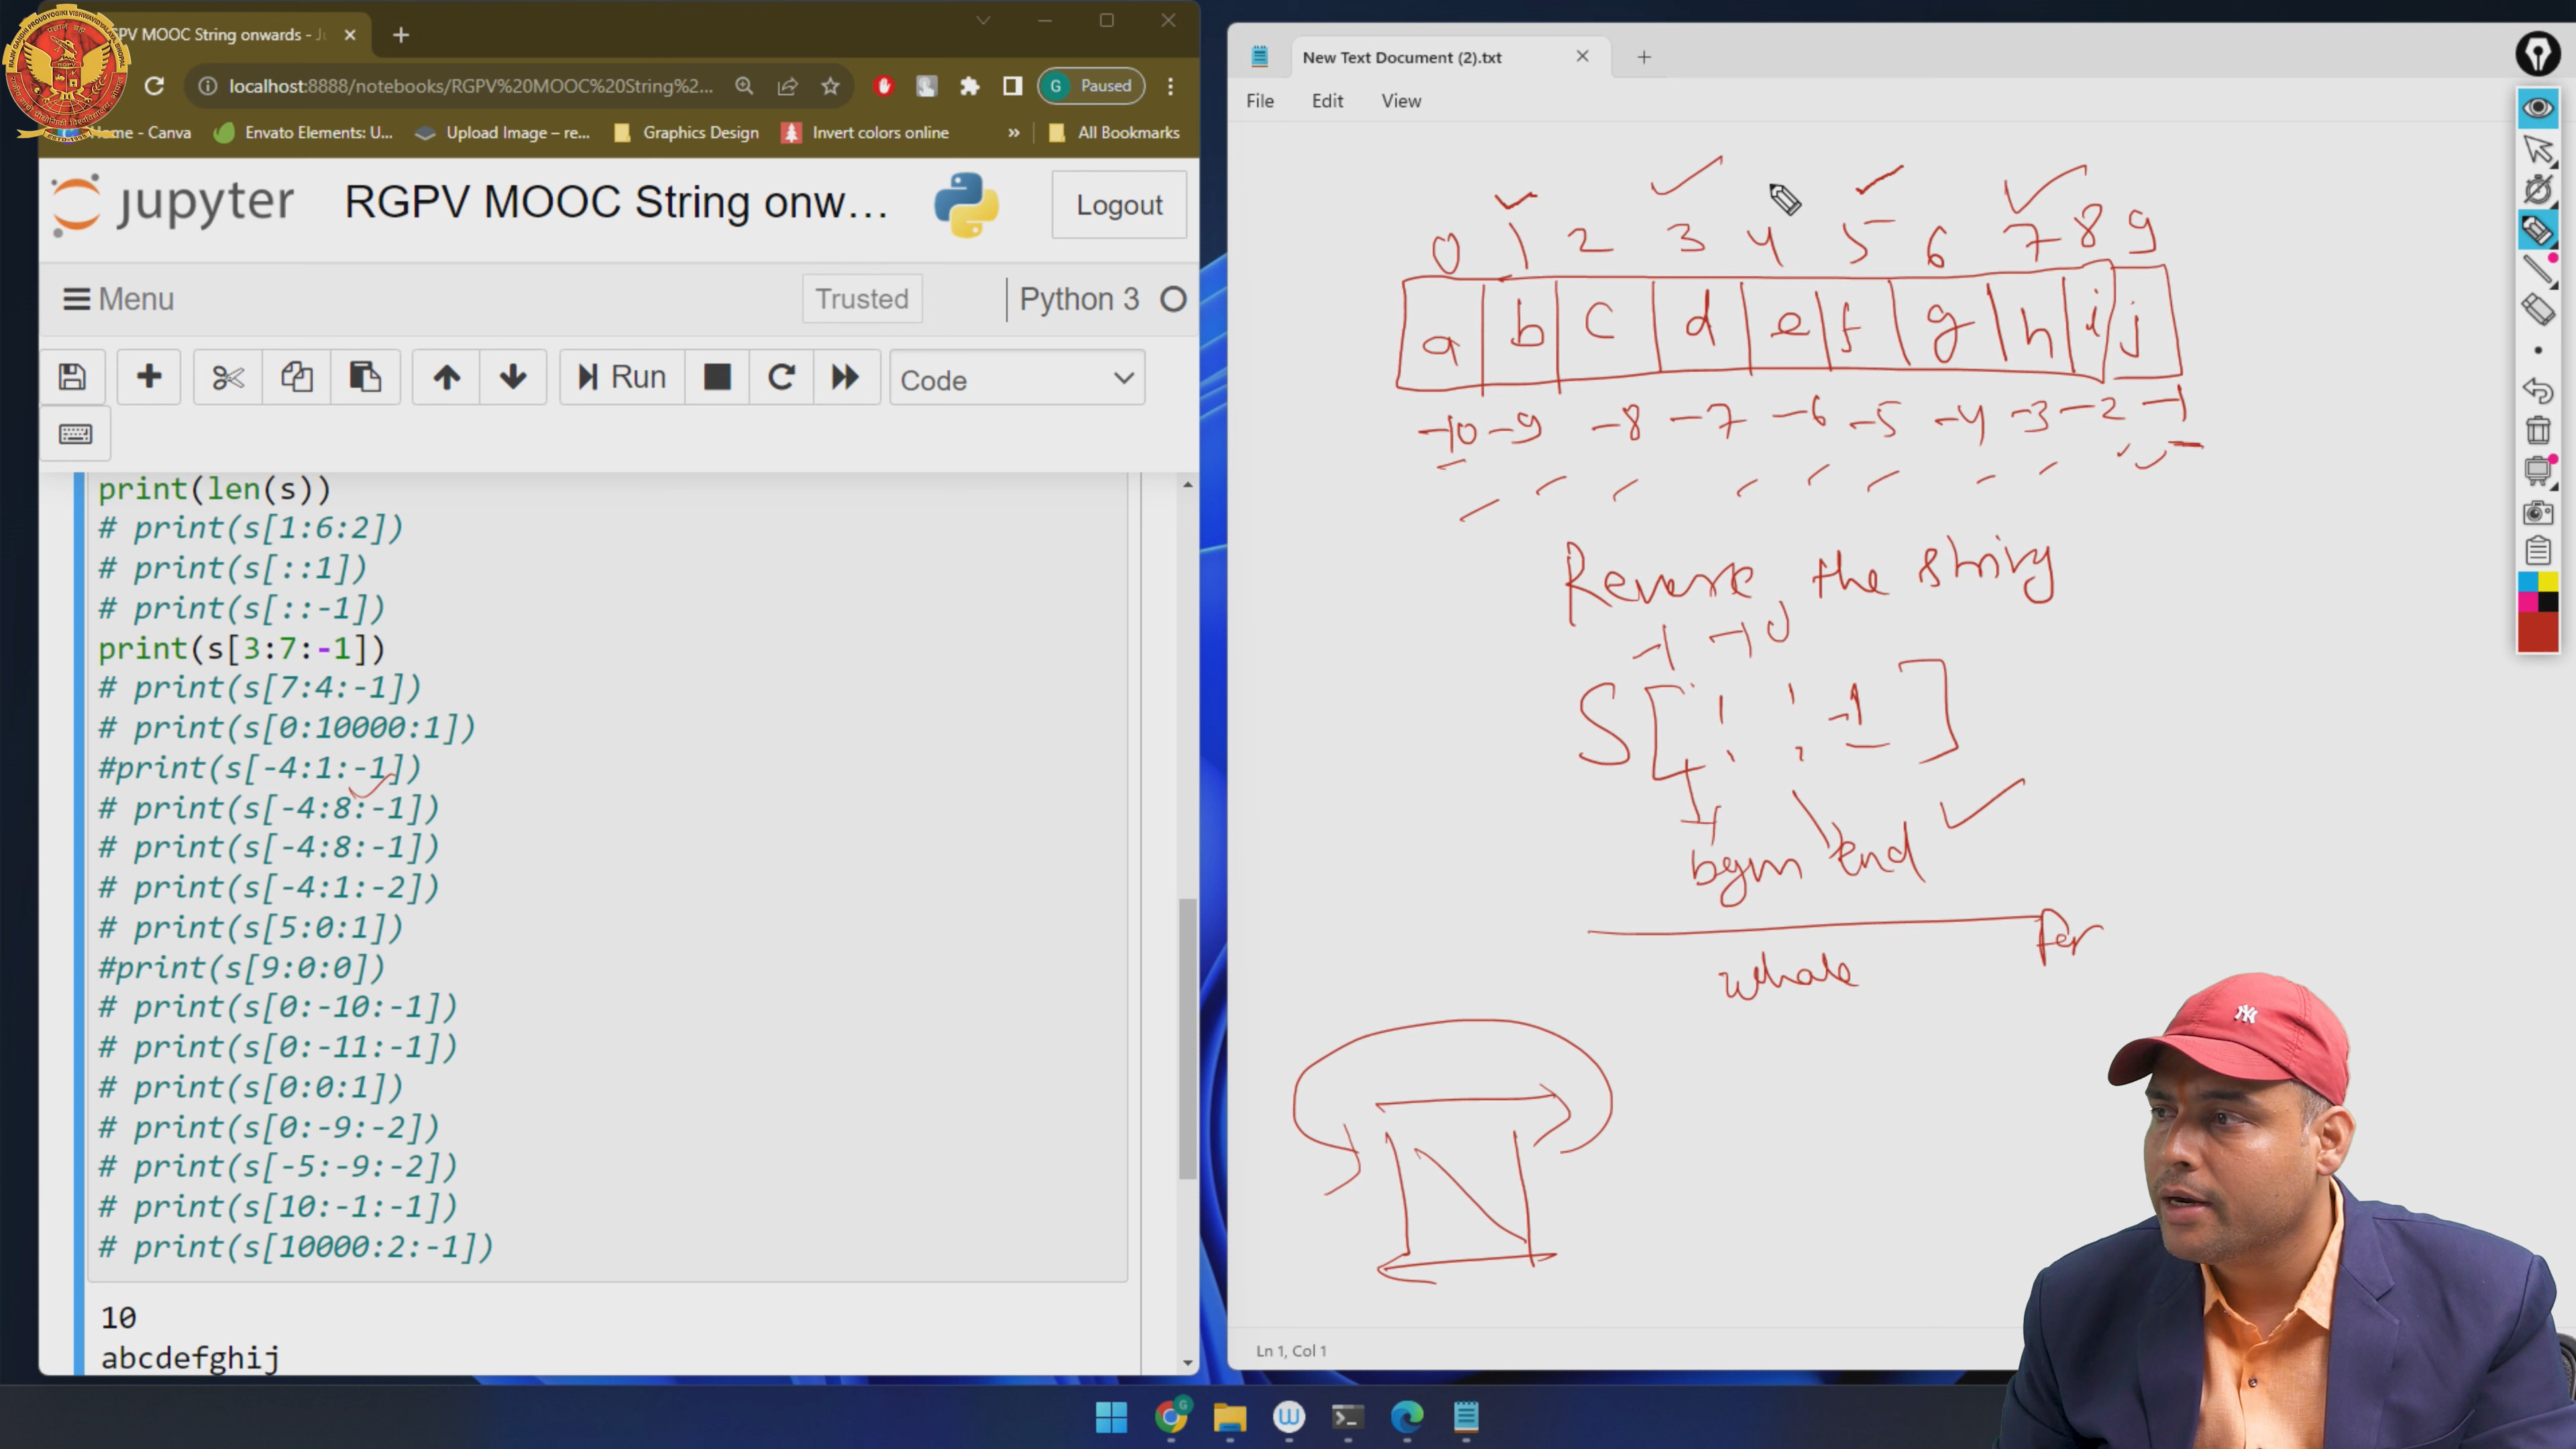 PV MOOC String onwards - Ju
localhost:8888/notebooks/RGPV%20MOOC%20String%2...
G Paused
me - Canva
Envato Elements: U...
Upload Image – re...
Graphics Design
Invert colors online
»
All Bookmarks
jupyter
RGPV MOOC String onw...
Logout
Menu
Trusted
Python 3
Run
Code
print(len(s))
# print(s[1:6:2])
# print(s[::1])
# print(s[::-1])
print(s[3:7:-1])
# print(s[7:4:-1])
# print(s[0:10000:1])
#print(s[-4:1:-1])
# print(s[-4:8:-1])
# print(s[-4:8:-1])
# print(s[-4:1:-2])
# print(s[5:0:1])
#print(s[9:0:0])
# print(s[0:-10:-1])
# print(s[0:-11:-1])
# print(s[0:0:1])
# print(s[0:-9:-2])
# print(s[-5:-9:-2])
# print(s[10:-1:-1])
# print(s[10000:2:-1])
10
abcdefghij
New Text Document (2).txt
File Edit View
0 1 2 3 4 5 6 7 8 9
a b c d e f g h i j
-10 -9 -8 -7 -6 -5 -4 -3 -2 -1
Reverse the string
-1 -10
S[ : : -1 ]
end
N
Ln 1, Col 1